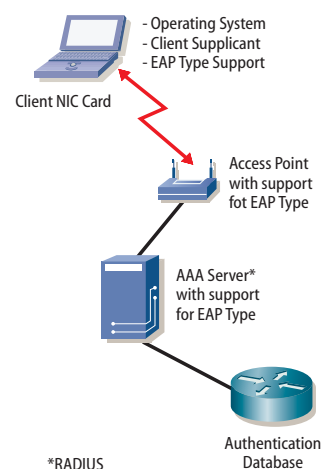 - Operating System
- Client Supplicant
- EAP Type Support
Client NIC Card
Access Point
with support
fot EAP Type
AAA Server*
with support
for EAP Type
Authentication
Database
*RADIUS